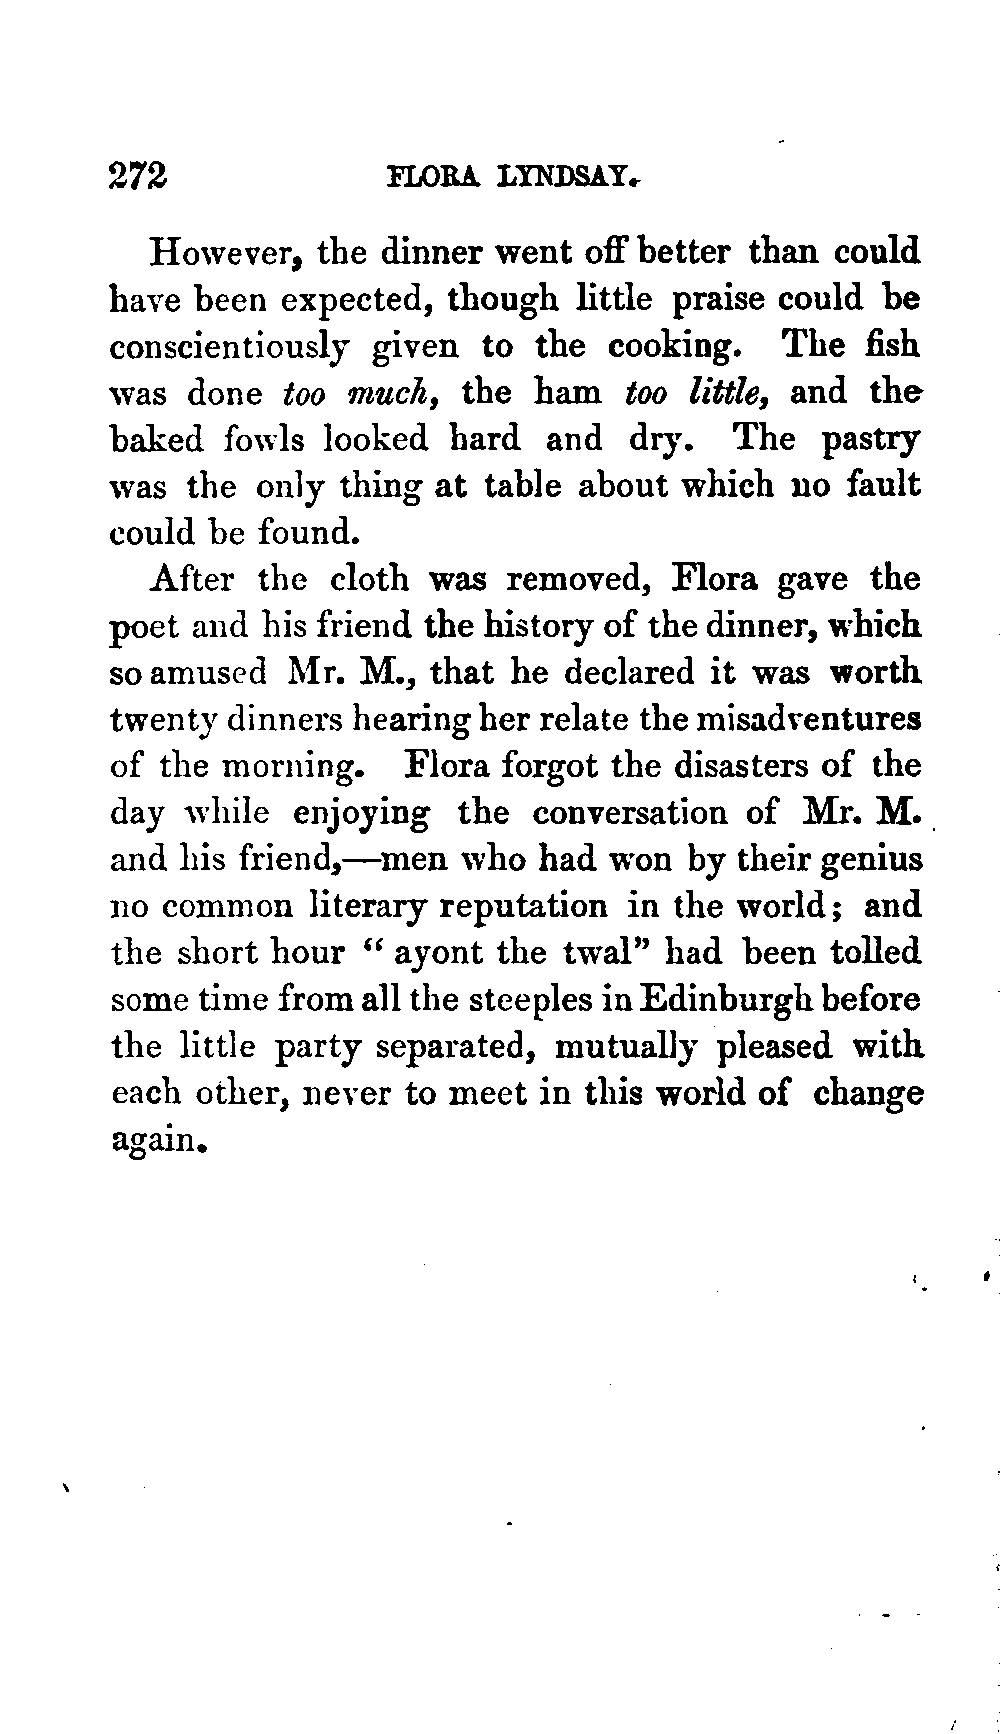 272 FLORA LYNDSAY.
However, the dinner went off better than could
have been expected, though little praise could be
conscientiously given to the cooking. The fish
was done too much, the ham too little, and the
baked fowls looked hard and dry. The pastry
was the only thing at table about which no fault
could be found.
After the cloth was removed, Flora gave the
poet and his friend the history of the dinner, which
so amused Mr. M., that he declared it was worth
twenty dinners hearing her relate the misadventures
of the morning. Flora forgot the disasters of the
day while enjoying the conversation of Mr. M.
and his friend,—men who had won by their genius
no common literary reputation in the world; and
the short hour “ ayont the twal” had been tolled
some time from all the steeples in Edinburgh before
the little party separated, mutually pleased with
each other, never to meet in this world of change
again.